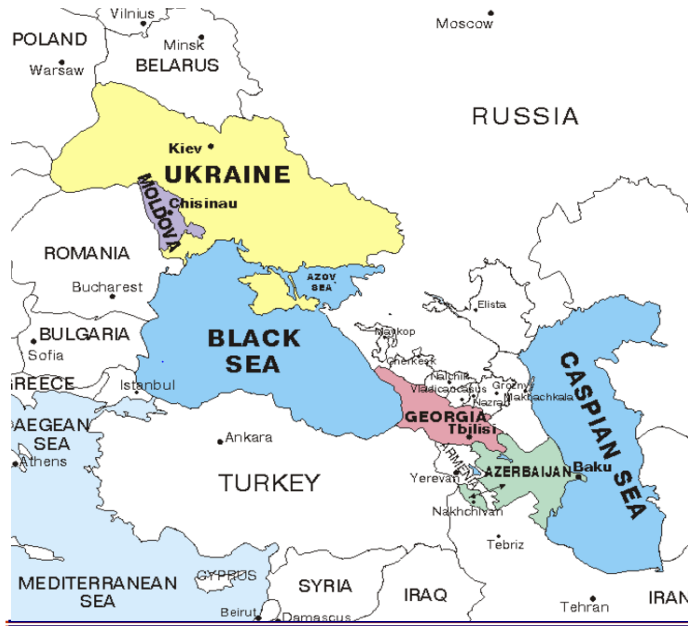 Vilnius
Moscow
POLAND
Minsk
Warsaw
BELARUS
RUSSIA
Kiev
UKRAINE
MOLDOVA
Chisinau
ROMANIA
AZOV
SEA
Bucharest
Elista
BULGARIA
BLACK
SEA
Maikop
Sofia
Cherkesk
CASPIAN SEA
Nalchik
GREECE
Istanbul
Vladicaucasus
Grozny
Nazran
Makhachkala
GEORGIA
AEGEAN
SEA
Tbilisi
Ankara
ARMENIA
AZERBAIJAN
Baku
Athens
TURKEY
Yerevan
Nakhchivan
Tebriz
MEDITERRANEAN
SEA
CYPRUS
SYRIA
IRAQ
IRAN
Tehran
Beirut
Damascus